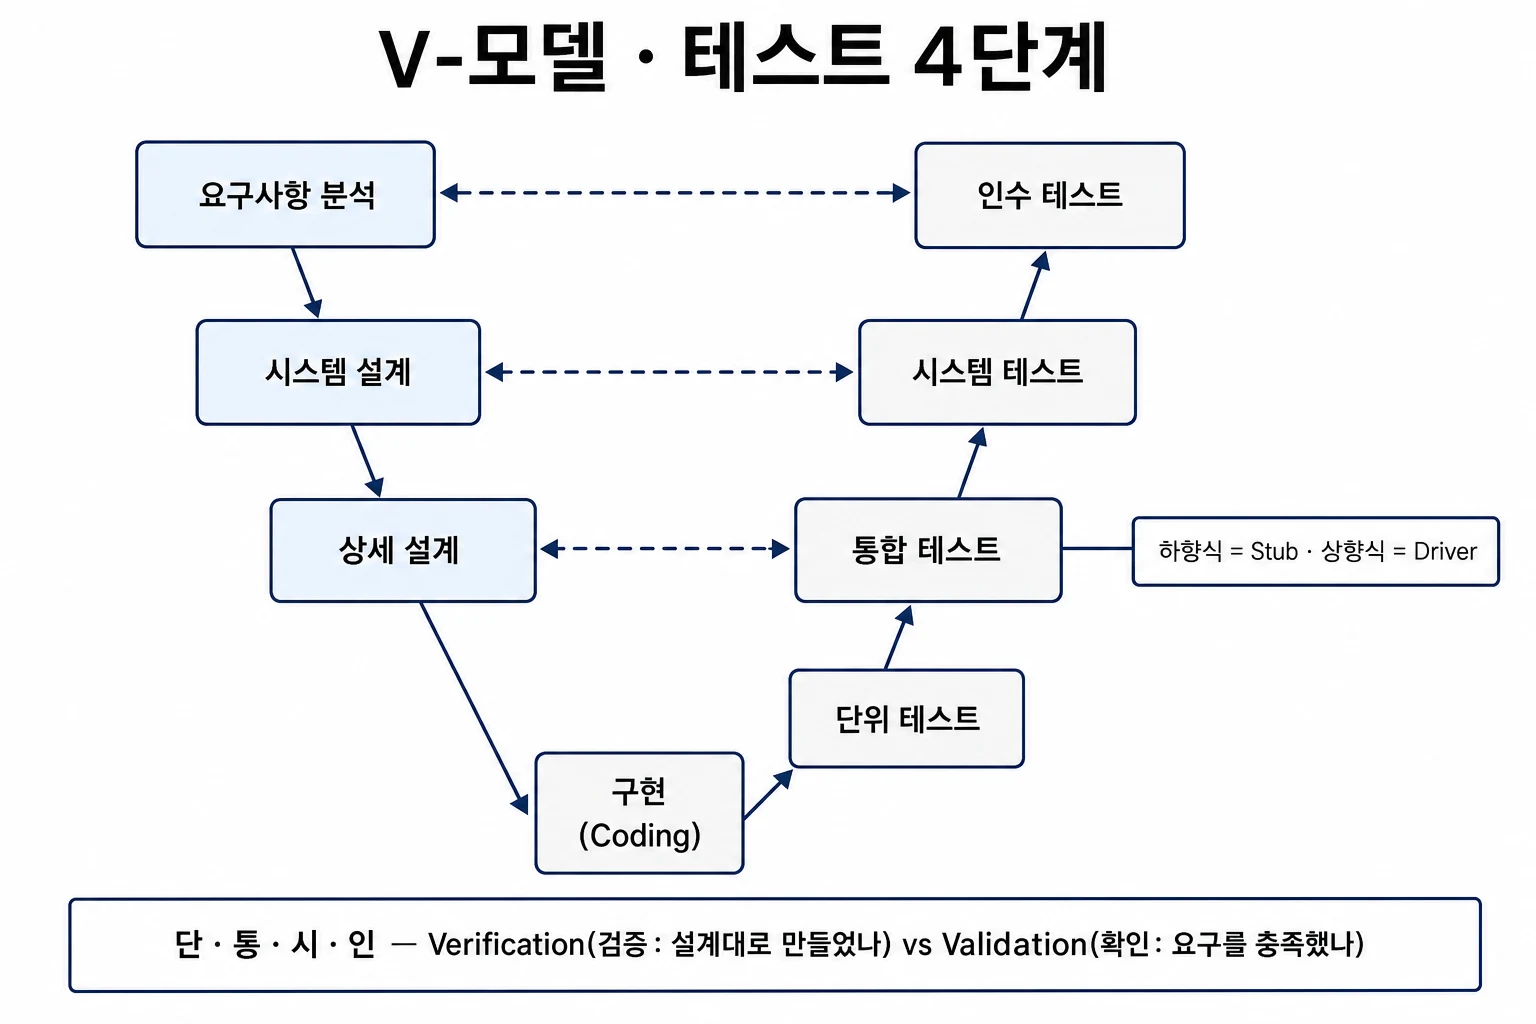 V-모델 · 테스트 4단계
요구사항 분석
인수 테스트
시스템 설계
시스템 테스트
상세 설계
통합 테스트
하향식 = Stub · 상향식 = Driver
단위 테스트
구현
(Coding)
단 · 통 · 시 · 인 — Verification(검증: 설계대로 만들었나) vs Validation(확인: 요구를 충족했나)